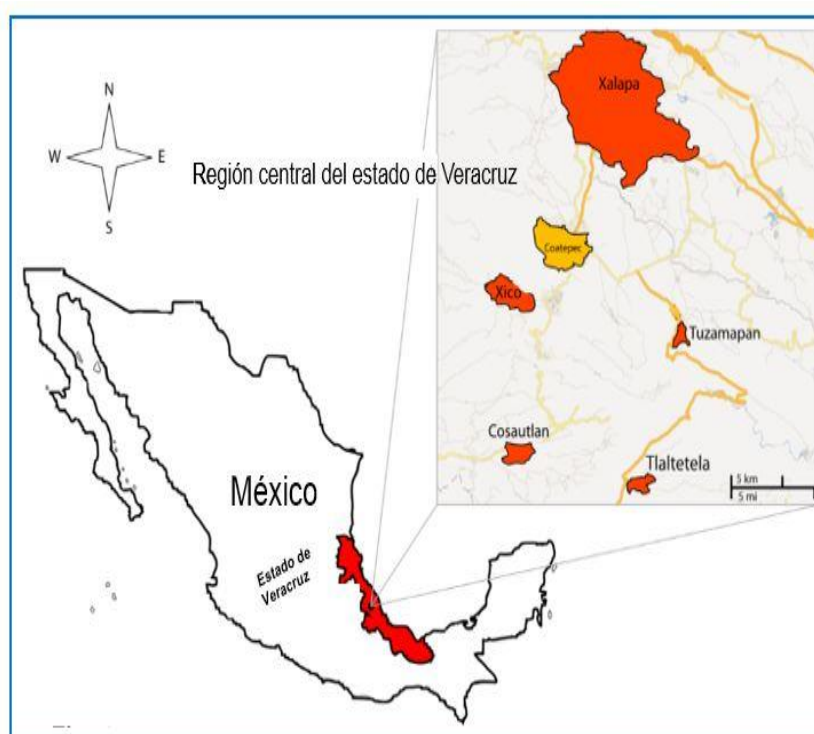 N
W
E
S
Región central del estado de Veracruz
Xalapa
Coatepec
Xico
Tuzamapan
Cosautlan
Tlaltetela
5 km
5 mi
México
Estado de
Veracruz